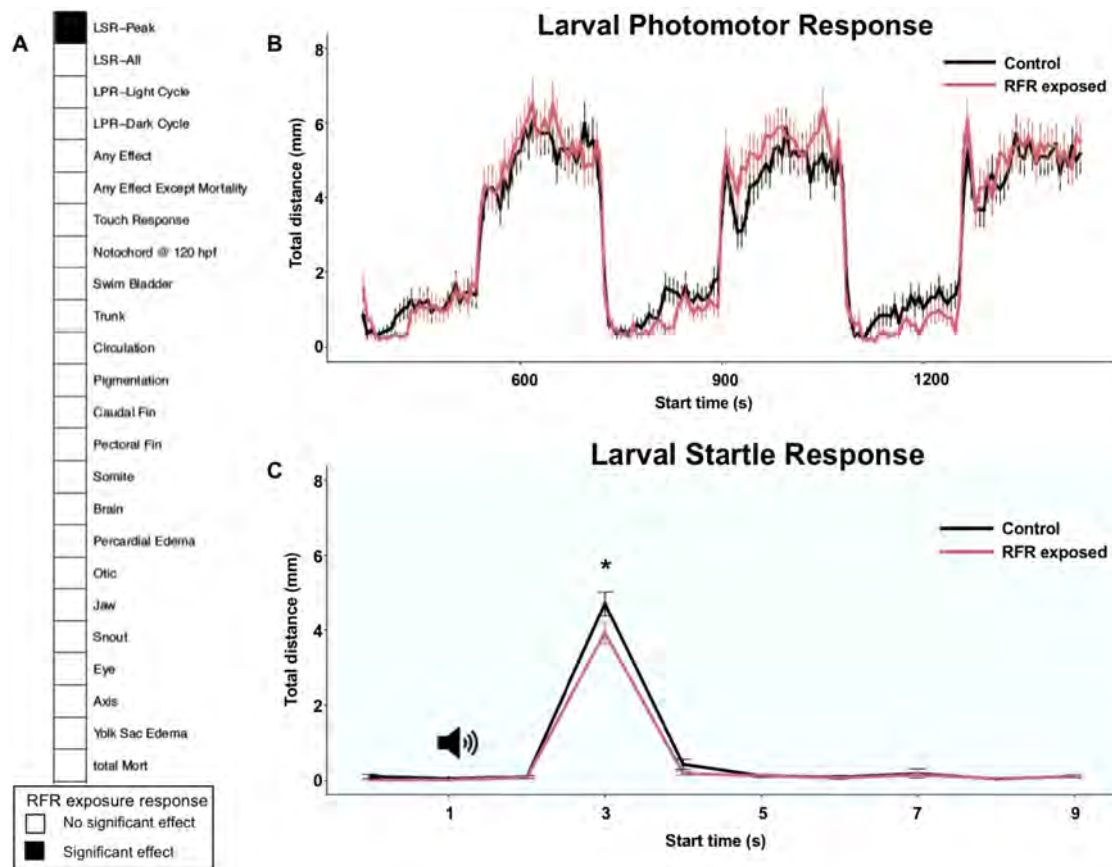 A
LSR–Peak
LSR–All
LPR–Light Cycle
LPR–Dark Cycle
Any Effect
Any Effect Except Mortality
Touch Response
Notochord @ 120 hpf
Swim Bladder
Trunk
Circulation
Pigmentation
Caudal Fin
Pectoral Fin
Somite
Brain
Percardial Edema
Otic
Jaw
Snout
Eye
Axis
Yolk Sac Edema
total Mort
RFR exposure response
No significant effect
Significant effect
B
Larval Photomotor Response
Control
RFR exposed
Total distance (mm)
8
6
4
2
0
600
900
1200
Start time (s)
C
Larval Startle Response
Control
RFR exposed
Total distance (mm)
8
6
4
2
0
*
1
3
5
7
9
Start time (s)